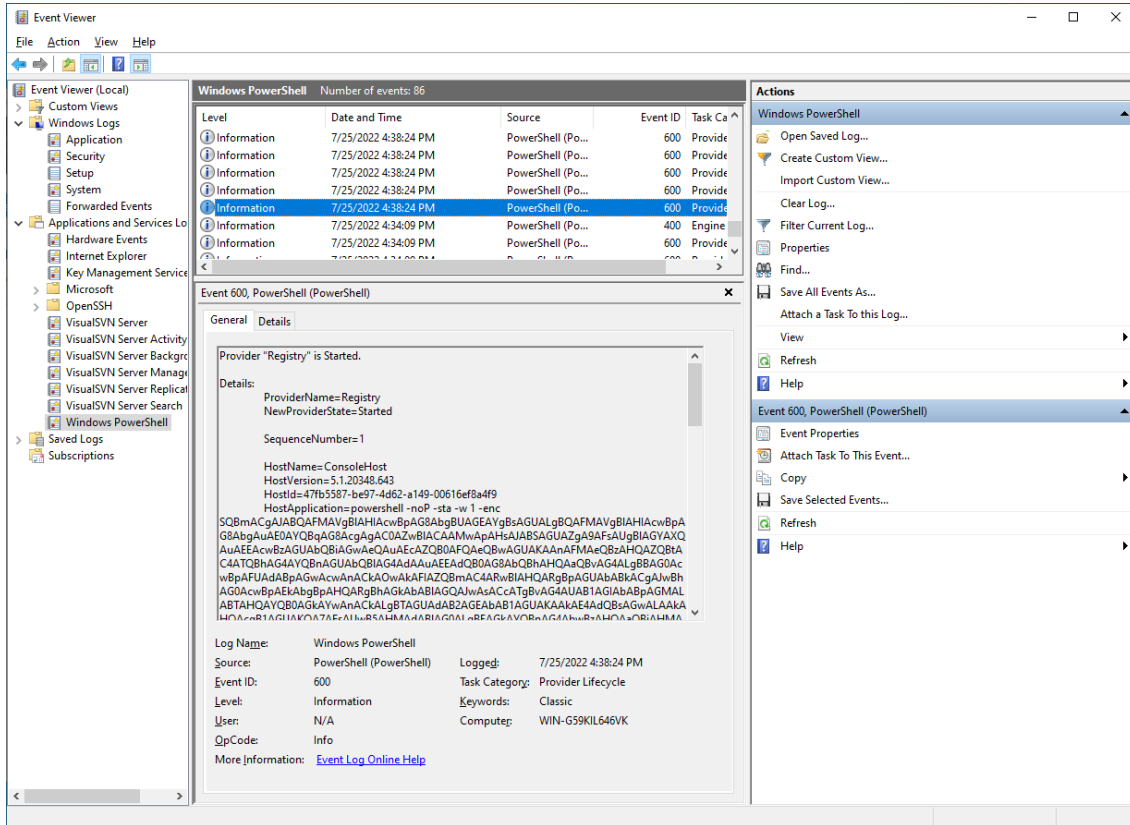 Event Viewer
File Action View Help
Event Viewer (Local)
Custom Views
Windows Logs
Application
Security
Setup
System
Forwarded Events
Applications and Services Lo
Hardware Events
Internet Explorer
Key Management Service
Microsoft
OpenSSH
VisualSVN Server
VisualSVN Server Activity
VisualSVN Server Backgro
VisualSVN Server Manage
VisualSVN Server Replicat
VisualSVN Server Search
Windows PowerShell
Saved Logs
Subscriptions
Windows PowerShell Number of events: 86
Level Date and Time Source Event ID Task Ca
Information 7/25/2022 4:38:24 PM PowerShell (Po... 600 Provide
Information 7/25/2022 4:38:24 PM PowerShell (Po... 600 Provide
Information 7/25/2022 4:38:24 PM PowerShell (Po... 600 Provide
Information 7/25/2022 4:38:24 PM PowerShell (Po... 600 Provide
Information 7/25/2022 4:38:24 PM PowerShell (Po... 600 Provide
Information 7/25/2022 4:34:09 PM PowerShell (Po... 400 Engine
Information 7/25/2022 4:34:09 PM PowerShell (Po... 600 Provide
Event 600, PowerShell (PowerShell)
General Details
Provider "Registry" is Started.
Details:
ProviderName=Registry
NewProviderState=Started
SequenceNumber=1
HostName=ConsoleHost
HostVersion=5.1.20348.643
HostId=47fb5587-be97-4d62-a149-00616ef8a4f9
HostApplication=powershell -noP -sta -w 1 -enc
Log Name: Windows PowerShell
Source: PowerShell (PowerShell) Logged: 7/25/2022 4:38:24 PM
Event ID: 600 Task Category: Provider Lifecycle
Level: Information Keywords: Classic
User: N/A Computer: WIN-G59KIL646VK
OpCode: Info
More Information: Event Log Online Help
Actions
Windows PowerShell
Open Saved Log...
Create Custom View...
Import Custom View...
Clear Log...
Filter Current Log...
Properties
Find...
Save All Events As...
Attach a Task To this Log...
View
Refresh
Help
Event 600, PowerShell (PowerShell)
Event Properties
Attach Task To This Event...
Copy
Save Selected Events...
Refresh
Help